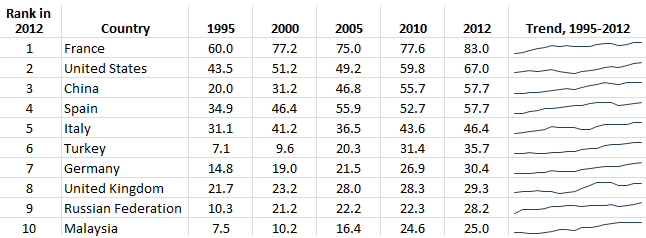 Rank in
2012 Country 1995 2000 2005 2010 2012 Trend, 1995-2012
1 France 60.0 77.2 75.0 77.6 83.0
2 United States 43.5 51.2 49.2 59.8 67.0
3 China 20.0 31.2 46.8 55.7 57.7
4 Spain 34.9 46.4 55.9 52.7 57.7
5 Italy 31.1 41.2 36.5 43.6 46.4
6 Turkey 7.1 9.6 20.3 31.4 35.7
7 Germany 14.8 19.0 21.5 26.9 30.4
8 United Kingdom 21.7 23.2 28.0 28.3 29.3
9 Russian Federation 10.3 21.2 22.2 22.3 28.2
10 Malaysia 7.5 10.2 16.4 24.6 25.0